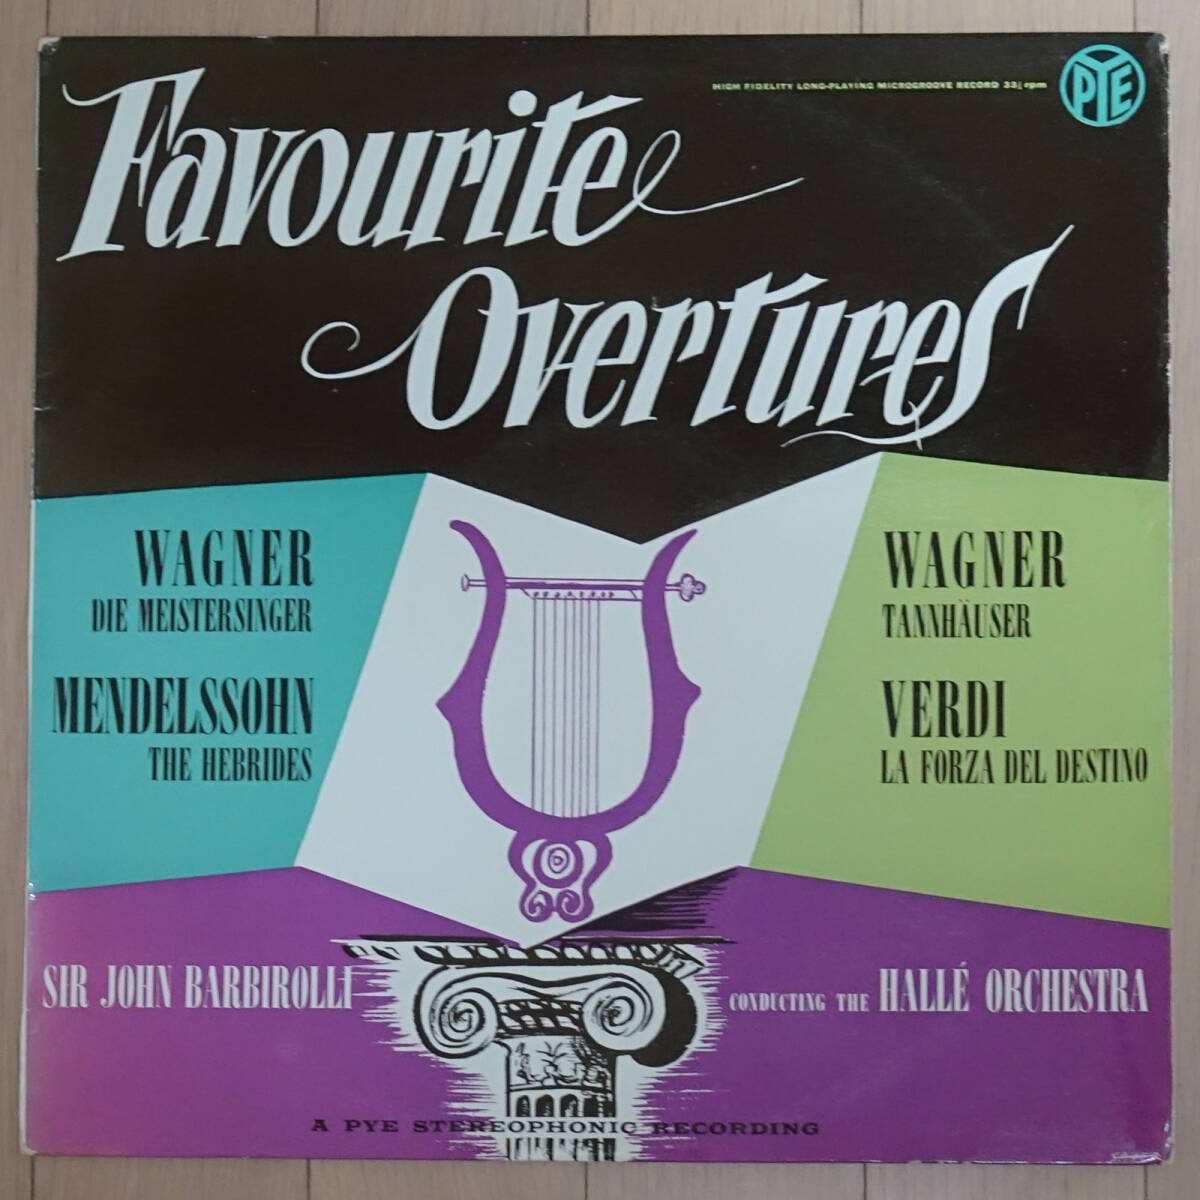 HIGH FIDELITY LONG-PLAYING MICROGROOVE RECORD 33⅓ rpm
PYE
Favourite
Overtures
WAGNER
DIE MEISTERSINGER
MENDELSSOHN
THE HEBRIDES
WAGNER
TANNHÄUSER
VERDI
LA FORZA DEL DESTINO
SIR JOHN BARBIROLLI
CONDUCTING THE HALLÉ ORCHESTRA
A PYE STEREOPHONIC RECORDING